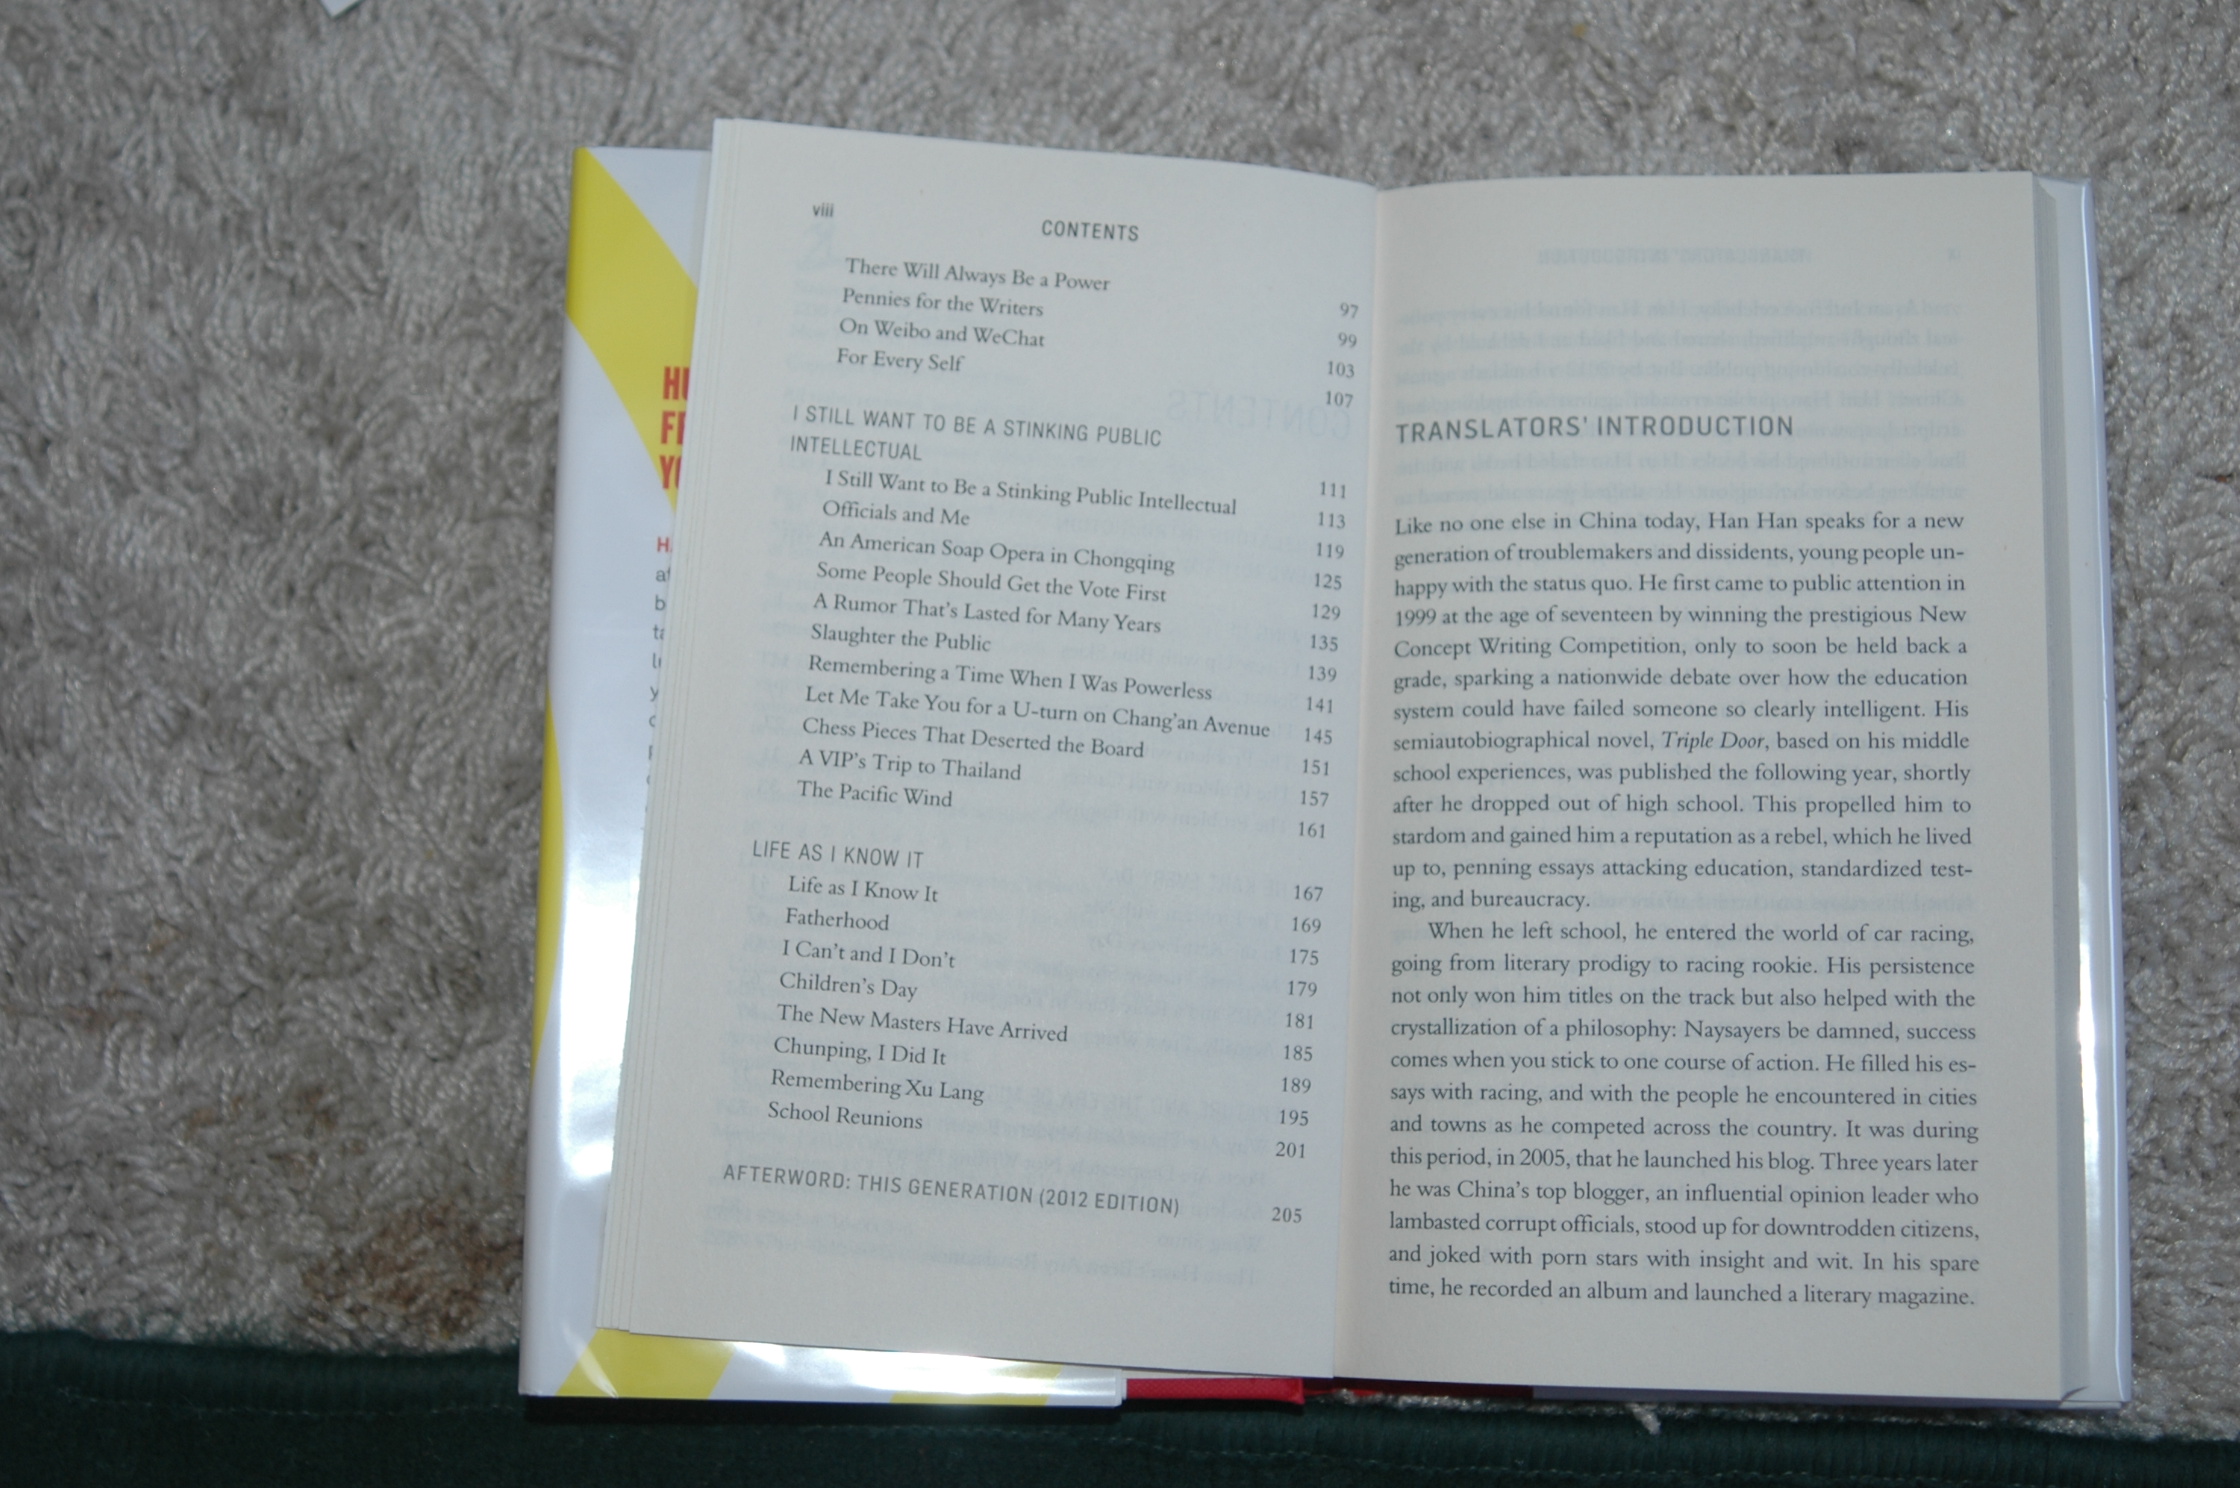 viii
CONTENTS
There Will Always Be a Power 97
Pennies for the Writers 99
On Weibo and WeChat 103
For Every Self 107
I STILL WANT TO BE A STINKING PUBLIC
INTELLECTUAL 111
I Still Want to Be a Stinking Public Intellectual 113
Officials and Me 119
An American Soap Opera in Chongqing 125
Some People Should Get the Vote First 129
A Rumor That's Lasted for Many Years 135
Slaughter the Public 139
Remembering a Time When I Was Powerless 141
Let Me Take You for a U-turn on Chang'an Avenue 145
Chess Pieces That Deserted the Board 151
A VIP's Trip to Thailand 157
The Pacific Wind 161
LIFE AS I KNOW IT 167
Life as I Know It 169
Fatherhood 175
I Can't and I Don't 179
Children's Day 181
The New Masters Have Arrived 185
Chunping, I Did It 189
Remembering Xu Lang 195
School Reunions 201
AFTERWORD: THIS GENERATION (2012 EDITION) 205
TRANSLATORS' INTRODUCTION
Like no one else in China today, Han Han speaks for a new
generation of troublemakers and dissidents, young people un-
happy with the status quo. He first came to public attention in
1999 at the age of seventeen by winning the prestigious New
Concept Writing Competition, only to soon be held back a
grade, sparking a nationwide debate over how the education
system could have failed someone so clearly intelligent. His
semiautobiographical novel, Triple Door, based on his middle
school experiences, was published the following year, shortly
after he dropped out of high school. This propelled him to
stardom and gained him a reputation as a rebel, which he lived
up to, penning essays attacking education, standardized test-
ing, and bureaucracy.
When he left school, he entered the world of car racing,
going from literary prodigy to racing rookie. His persistence
not only won him titles on the track but also helped with the
crystallization of a philosophy: Naysayers be damned, success
comes when you stick to one course of action. He filled his es-
says with racing, and with the people he encountered in cities
and towns as he competed across the country. It was during
this period, in 2005, that he launched his blog. Three years later
he was China's top blogger, an influential opinion leader who
lambasted corrupt officials, stood up for downtrodden citizens,
and joked with porn stars with insight and wit. In his spare
time, he recorded an album and launched a literary magazine.